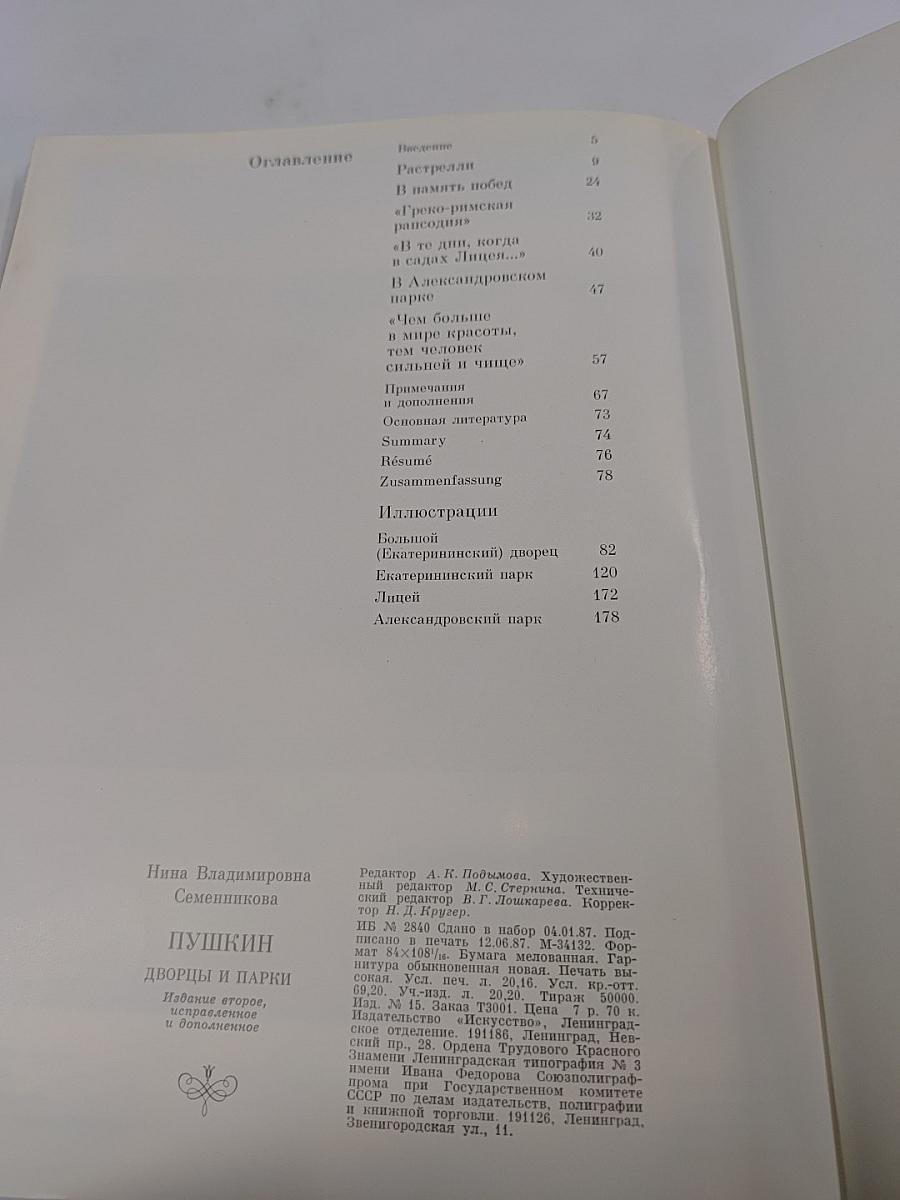 Оглавление
Введение 5
Растрелли 9
В память побед 24
«Греко-римская
рапсодия» 32
«В те дни, когда
в садах Лицея...» 40
В Александровском
парке 47
«Чем больше
в мире красоты,
тем человек
сильней и чище» 57
Примечания
и дополнения 67
Основная литература 73
Summary 74
Résumé 76
Zusammenfassung 78
Иллюстрации
Большой
(Екатерининский) дворец 82
Екатерининский парк 120
Лицей 172
Александровский парк 178
Нина Владимировна
Семенникова
ПУШКИН
ДВОРЦЫ И ПАРКИ
Издание второе,
исправленное
и дополненное
Редактор А. К. Подымова. Художествен-
ный редактор М. С. Стернина. Техниче-
ский редактор В. Г. Лошкарева. Коррек-
тор Н. Д. Кругер.
ИБ № 2840 Сдано в набор 04.01.87. Под-
писано в печать 12.06.87. М-34132. Фор-
мат 84×108¹/₁₆. Бумага мелованная. Гар-
нитура обыкновенная новая. Печать вы-
сокая. Усл. печ. л. 20,16. Усл. кр.-отт.
69,20. Уч.-изд. л. 20,20. Тираж 50000.
Изд. № 15. Заказ Т3001. Цена 7 р. 70 к.
Издательство «Искусство», Ленинград-
ское отделение. 191186, Ленинград, Нев-
ский пр., 28. Ордена Трудового Красного
Знамени Ленинградская типография № 3
имени Ивана Федорова Союзполиграф-
прома при Государственном комитете
СССР по делам издательств, полиграфии
и книжной торговли. 191126, Ленинград,
Звенигородская ул., 11.